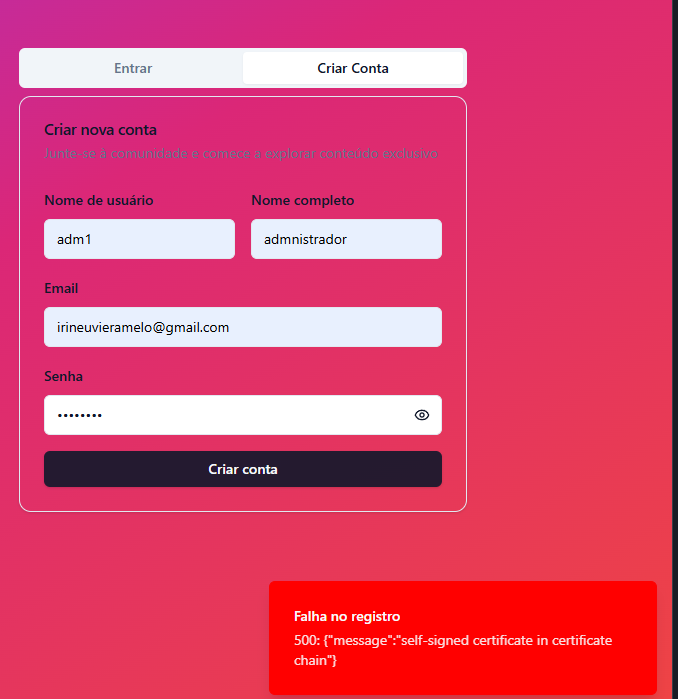 Entrar
Criar Conta
Criar nova conta
Junte-se à comunidade e comece a explorar conteúdo exclusivo
Nome de usuário
Nome completo
adm1
admnistrador
Email
irineuvieramelo@gmail.com
Senha
••••••••
Criar conta
Falha no registro
500: {"message":"self-signed certificate in certificate
chain"}